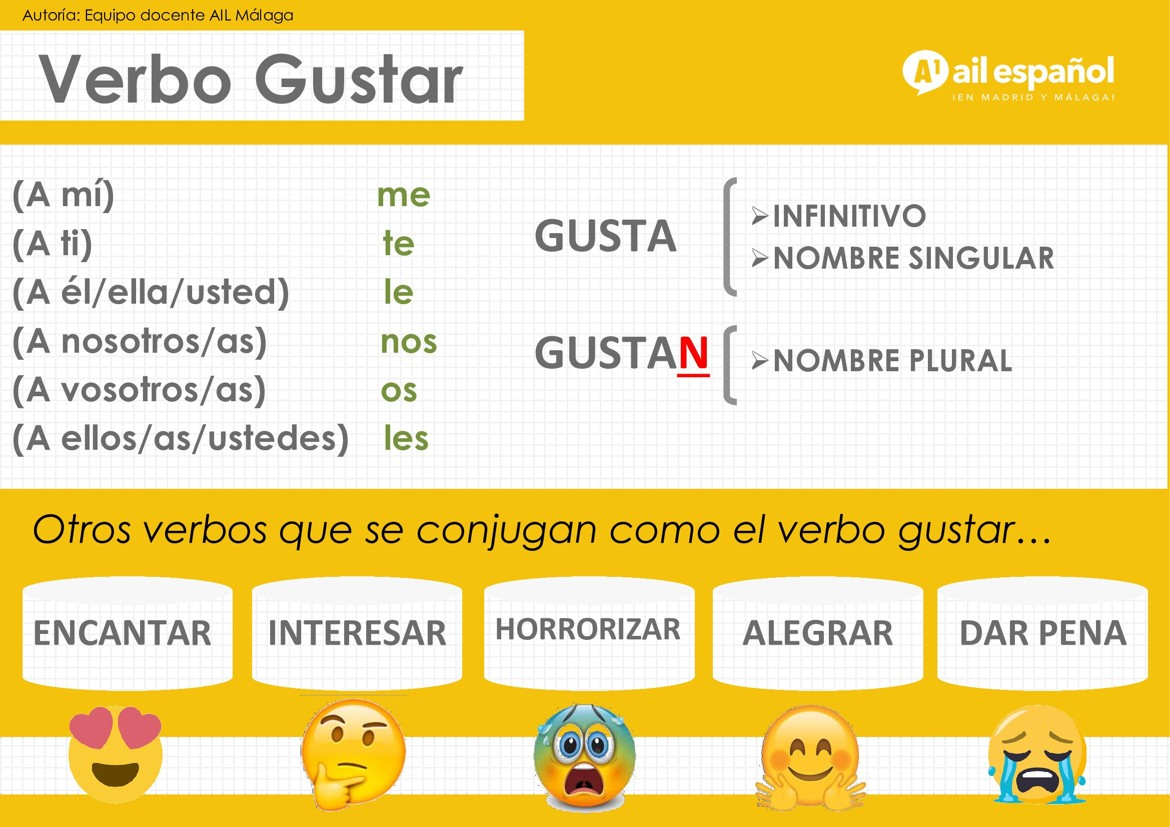 Autoría: Equipo docente AIL Málaga
Verbo Gustar
A1 ail español
¡EN MADRID Y MÁLAGA!
(A mí) me
(A ti) te
(A él/ella/usted) le
(A nosotros/as) nos
(A vosotros/as) os
(A ellos/as/ustedes) les
GUSTA
INFINITIVO
NOMBRE SINGULAR
GUSTAN
NOMBRE PLURAL
Otros verbos que se conjugan como el verbo gustar...
ENCANTAR INTERESAR HORRORIZAR ALEGRAR DAR PENA